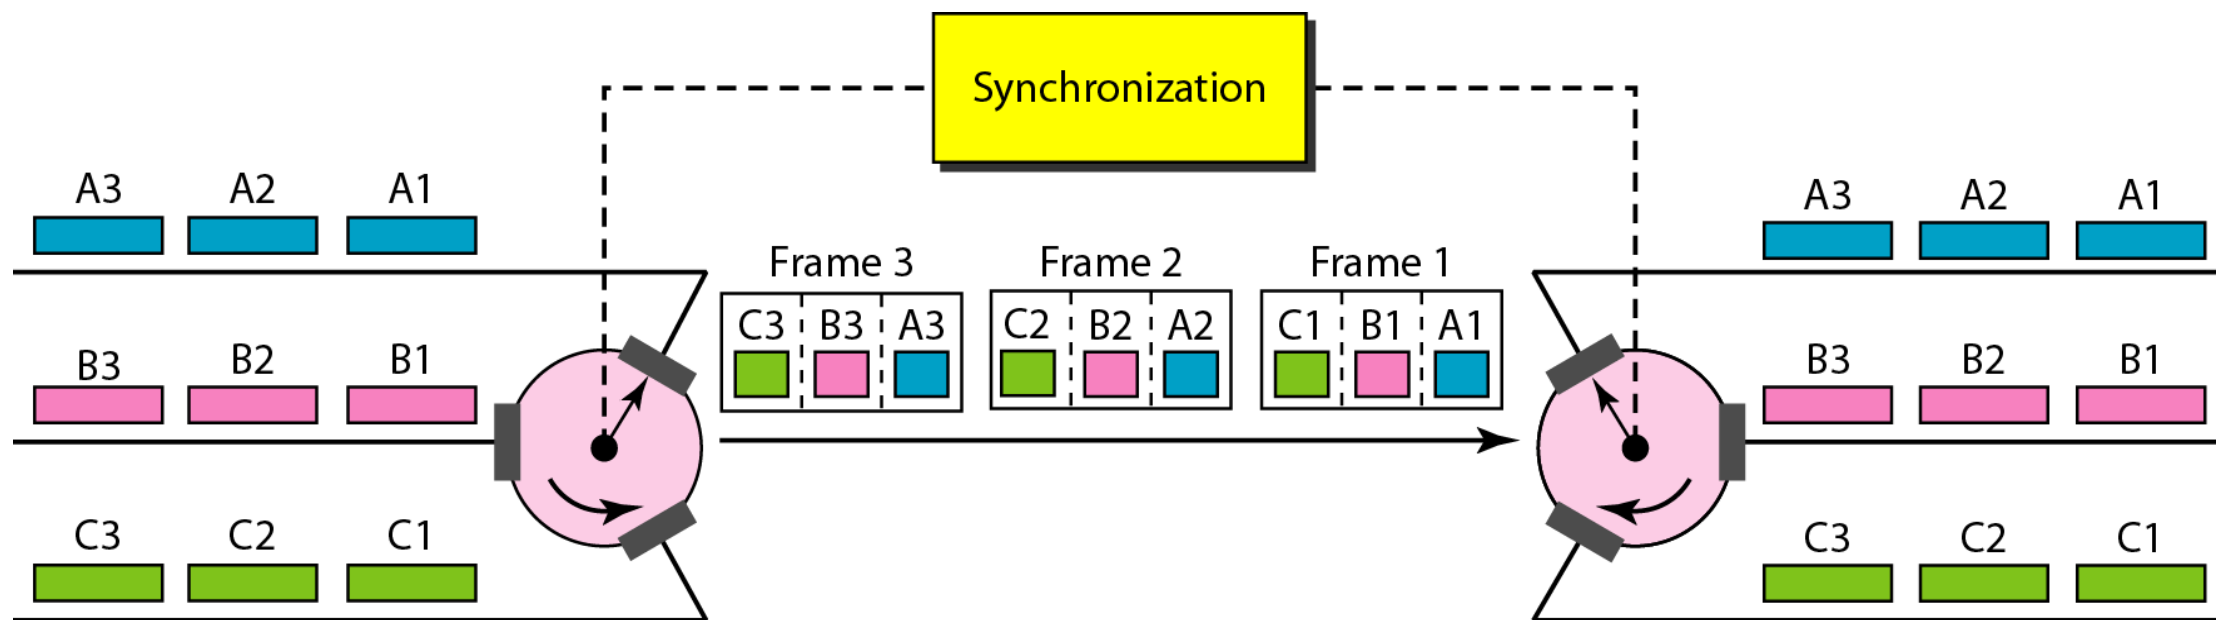 Synchronization
A3 A2 A1
A3 A2 A1
Frame 3 Frame 2 Frame 1
C3 B3 A3 C2 B2 A2 C1 B1 A1
B3 B2 B1
B3 B2 B1
C3 C2 C1
C3 C2 C1